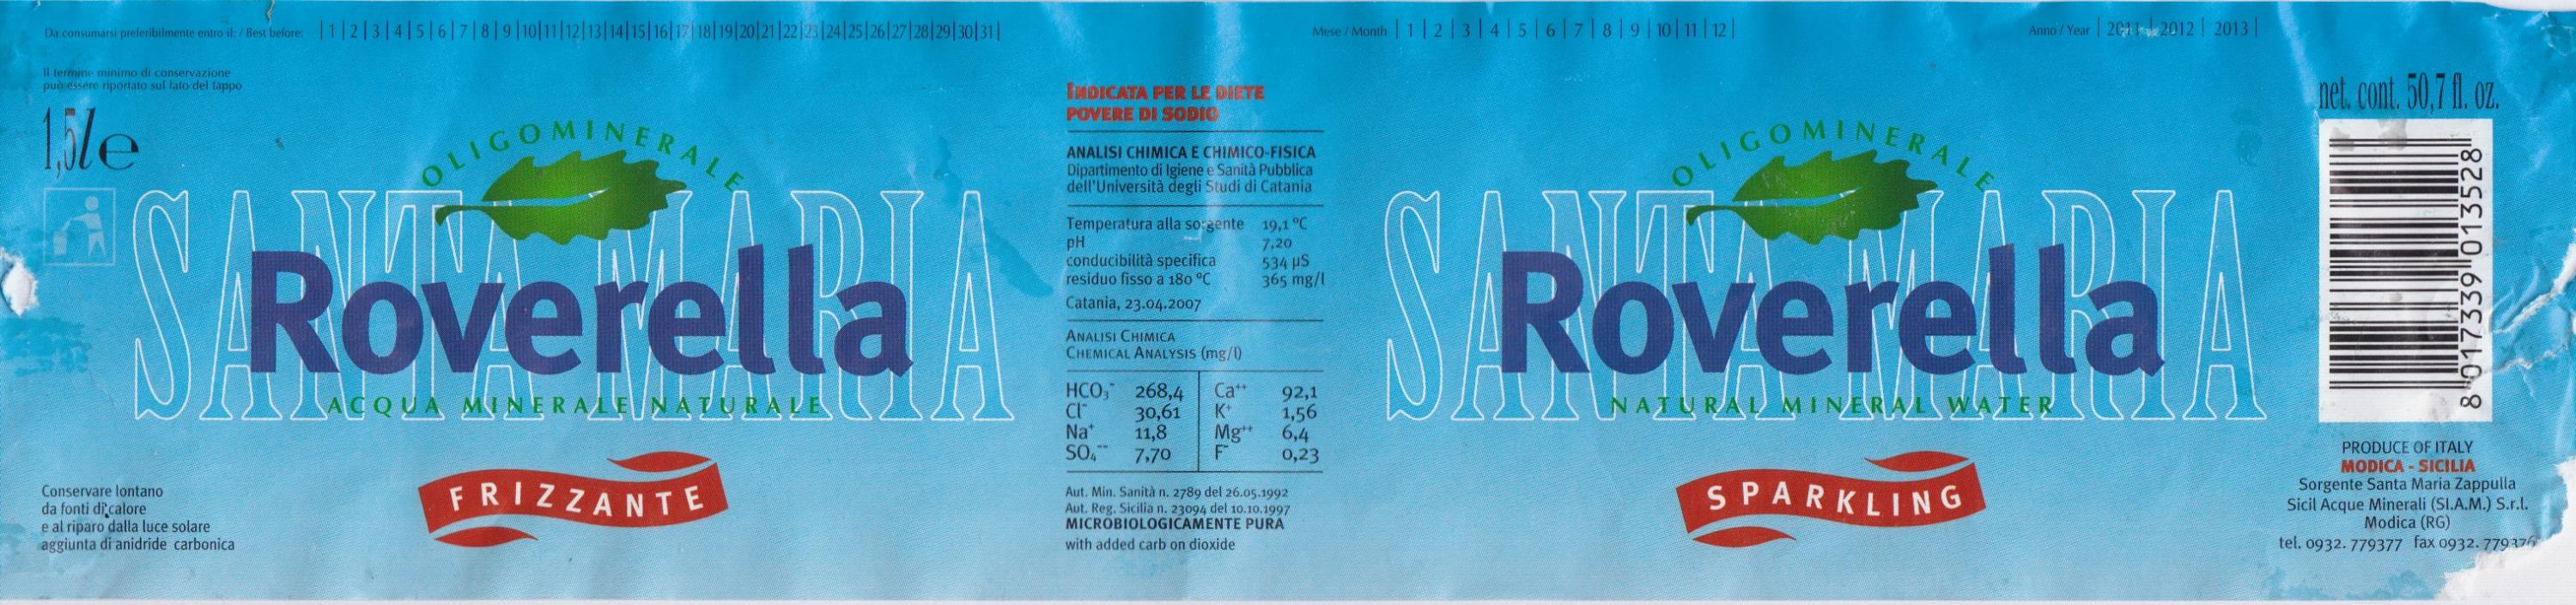 Da consumarsi preferibilmente entro il: / Best before: | 1 | 2 | 3 | 4 | 5 | 6 | 7 | 8 | 9 |10|11|12|13|14|15|16|17|18|19|20|21|22|23|24|25|26|27|28|29|30|31|
Mese / Month | 1 | 2 | 3 | 4 | 5 | 6 | 7 | 8 | 9 | 10 | 11 | 12 |
Anno / Year | 2011 | 2012 | 2013 |
Il termine minimo di conservazione
può essere riportato sul lato del tappo
1,5 l e
OLIGOMINERALE
SANTA MARIA
Roverella
ACQUA MINERALE NATURALE
FRIZZANTE
Conservare lontano
da fonti di calore
e al riparo dalla luce solare
aggiunta di anidride carbonica
INDICATA PER LE DIETE
POVERE DI SODIO
ANALISI CHIMICA E CHIMICO-FISICA
Dipartimento di Igiene e Sanità Pubblica
dell'Università degli Studi di Catania
Temperatura alla sorgente 19,1 °C
pH 7,20
conducibilità specifica 534 µS
residuo fisso a 180 °C 365 mg/l
Catania, 23.04.2007
ANALISI CHIMICA
CHEMICAL ANALYSIS (mg/l)
HCO₃⁻ 268,4 Ca⁺⁺ 92,1
Cl⁻ 30,61 K⁺ 1,56
Na⁺ 11,8 Mg⁺⁺ 6,4
SO₄⁻⁻ 7,70 F⁻ 0,23
Aut. Min. Sanità n. 2789 del 26.05.1992
Aut. Reg. Sicilia n. 23094 del 10.10.1997
MICROBIOLOGICAMENTE PURA
with added carb on dioxide
OLIGOMINERALE
SANTA MARIA
Roverella
NATURAL MINERAL WATER
SPARKLING
net. cont. 50,7 fl. oz.
8 017339 013528
PRODUCE OF ITALY
MODICA - SICILIA
Sorgente Santa Maria Zappulla
Sicil Acque Minerali (SI.A.M.) S.r.l.
Modica (RG)
tel. 0932. 779377 fax 0932. 779376